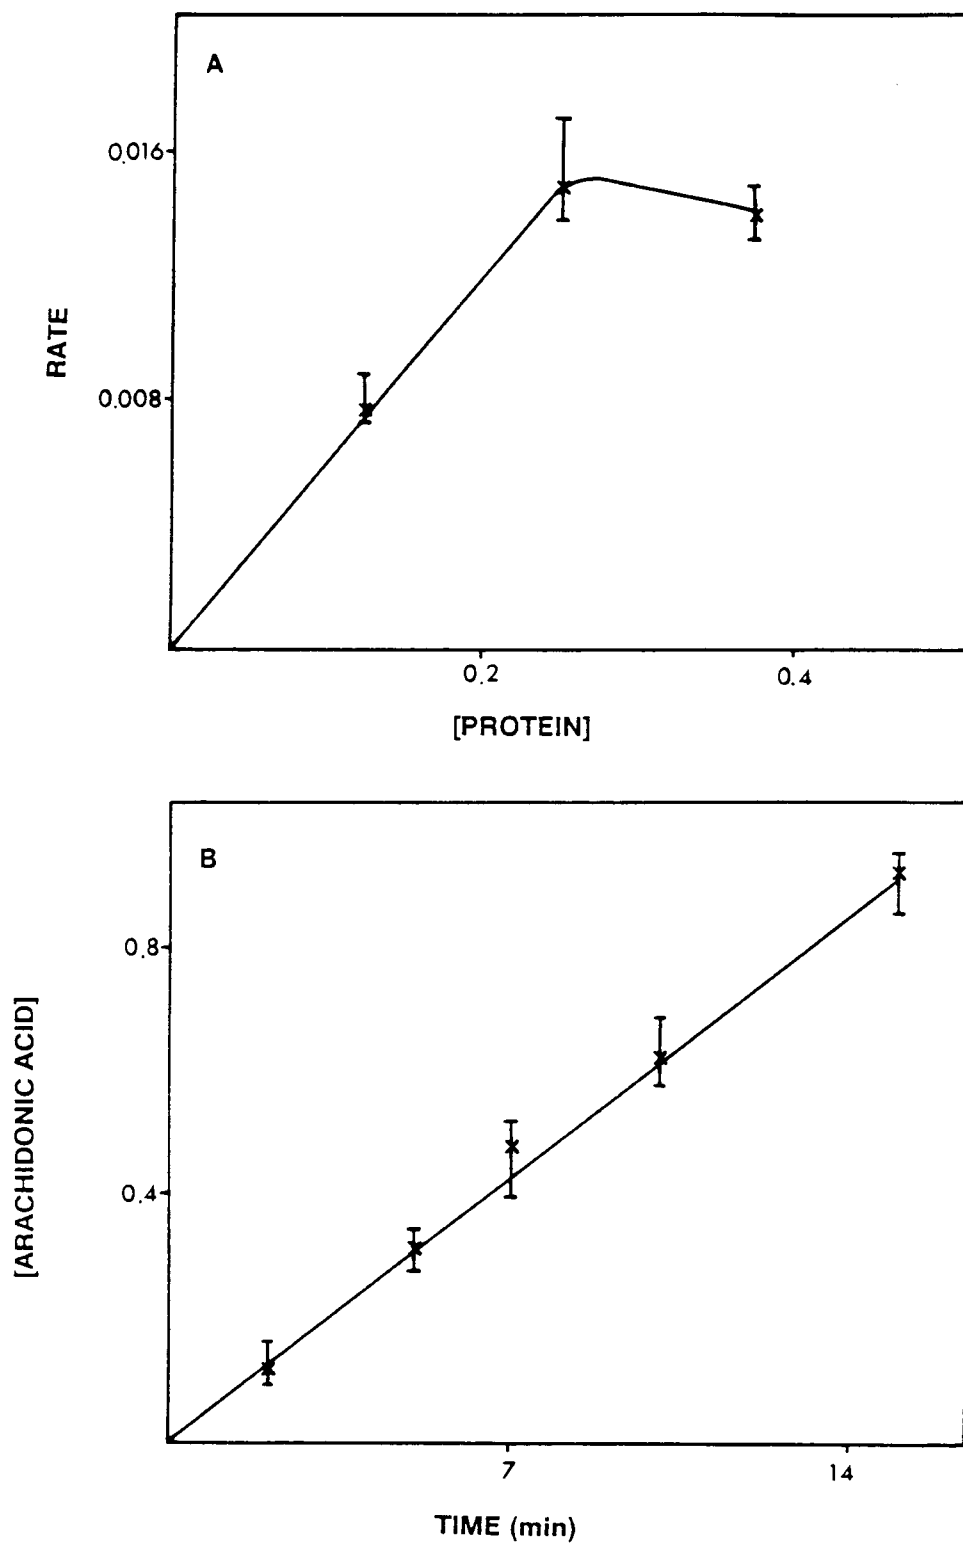 A
0.016
RATE
0.008
0.2
0.4
[PROTEIN]
B
0.8
[ARACHIDONIC ACID]
0.4
7
14
TIME (min)